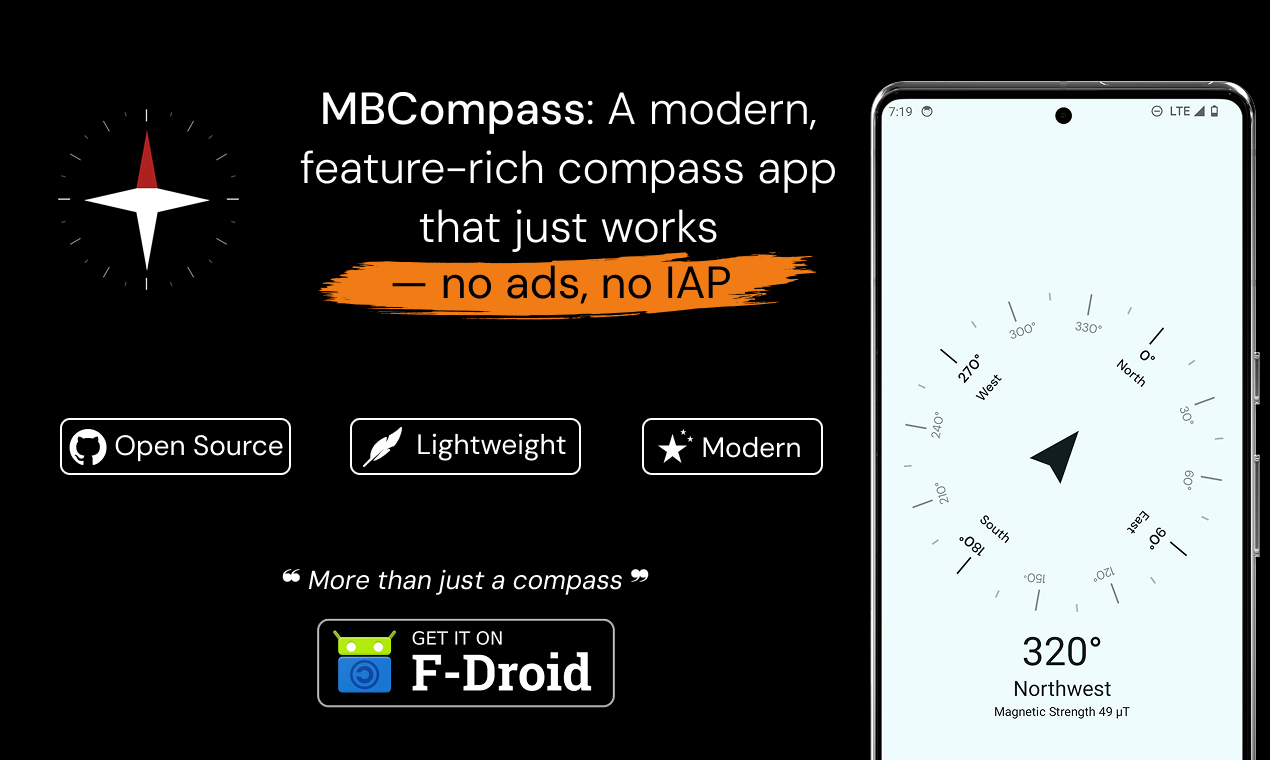 MBCompass: A modern,
feature-rich compass app
that just works
— no ads, no IAP
Open Source
Lightweight
Modern
❝ More than just a compass ❞
GET IT ON
F-Droid
7:19
LTE
300°
330°
0°
North
270°
West
30°
240°
60°
210°
90°
East
180°
South
150°
120°
320°
Northwest
Magnetic Strength 49 µT